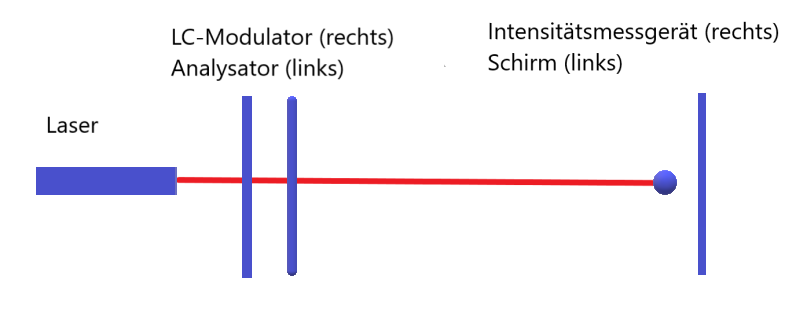 LC-Modulator (rechts)
Analysator (links)
Intensitätsmessgerät (rechts)
Schirm (links)
Laser